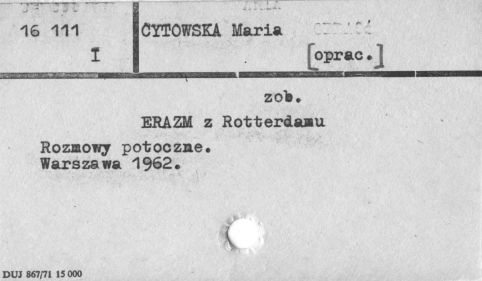 16 111
I
CYTOWSKA Maria
[oprac.]
zob.
ERAZM z Rotterdamu
Rozmowy potoczne.
Warszawa 1962.
DUJ 867/71 15 000